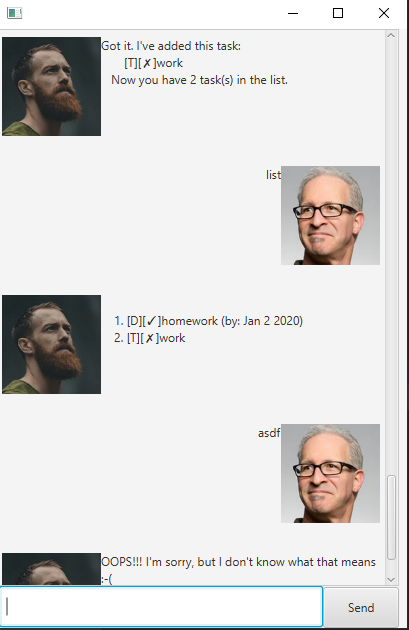 Got it. I've added this task:
[T][✗]work
Now you have 2 task(s) in the list.
list
1. [D][✓]homework (by: Jan 2 2020)
2. [T][✗]work
asdf
OOPS!!! I'm sorry, but I don't know what that means
:-(
Send